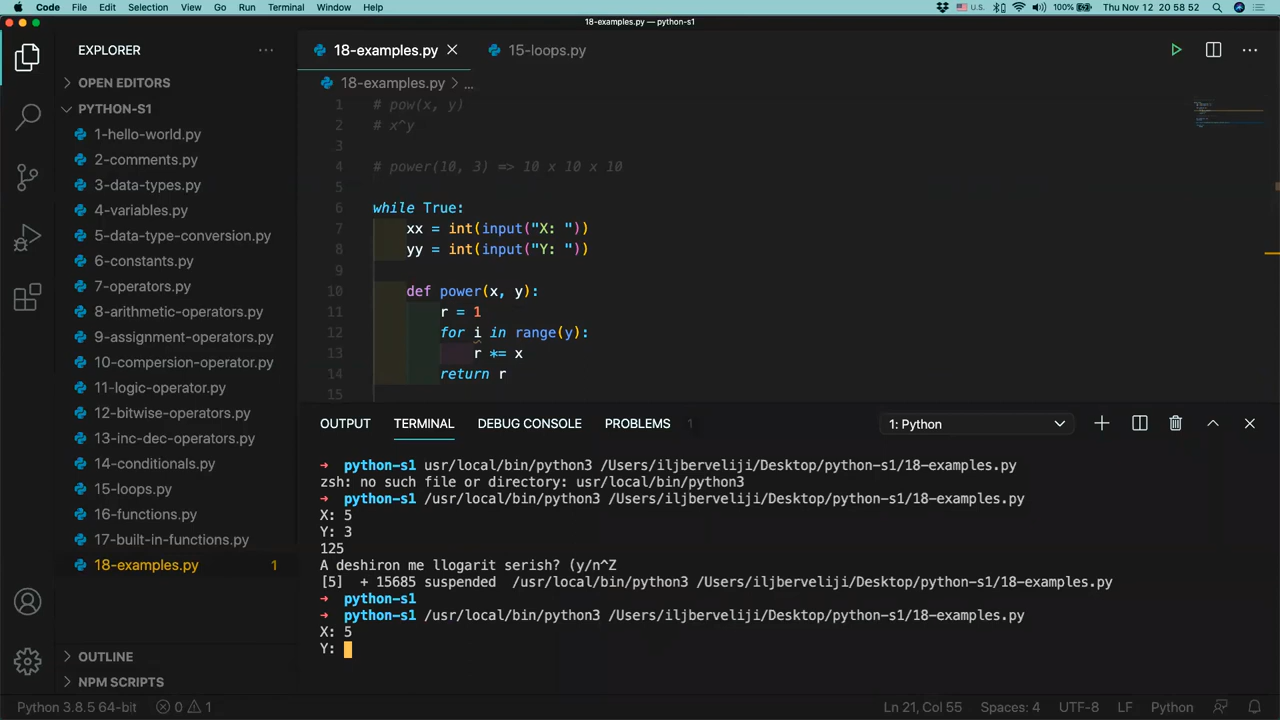 Code File Edit Selection View Go Run Terminal Window Help U.S. 100% Thu Nov 12 20 58 52
18-examples.py — python-s1
EXPLORER
OPEN EDITORS
PYTHON-S1
1-hello-world.py
2-comments.py
3-data-types.py
4-variables.py
5-data-type-conversion.py
6-constants.py
7-operators.py
8-arithmetic-operators.py
9-assignment-operators.py
10-compersion-operator.py
11-logic-operator.py
12-bitwise-operators.py
13-inc-dec-operators.py
14-conditionals.py
15-loops.py
16-functions.py
17-built-in-functions.py
18-examples.py 1
OUTLINE
NPM SCRIPTS
18-examples.py 15-loops.py
18-examples.py > ...
1 # pow(x, y)
2 # x^y
3
4 # power(10, 3) => 10 x 10 x 10
5
6 while True:
7 xx = int(input("X: "))
8 yy = int(input("Y: "))
9
10 def power(x, y):
11 r = 1
12 for i in range(y):
13 r *= x
14 return r
15
OUTPUT TERMINAL DEBUG CONSOLE PROBLEMS 1 1: Python
→ python-s1 usr/local/bin/python3 /Users/iljberveliji/Desktop/python-s1/18-examples.py
zsh: no such file or directory: usr/local/bin/python3
→ python-s1 /usr/local/bin/python3 /Users/iljberveliji/Desktop/python-s1/18-examples.py
X: 5
Y: 3
125
A deshiron me llogarit serish? (y/n^Z
[5] + 15685 suspended /usr/local/bin/python3 /Users/iljberveliji/Desktop/python-s1/18-examples.py
→ python-s1
→ python-s1 /usr/local/bin/python3 /Users/iljberveliji/Desktop/python-s1/18-examples.py
X: 5
Y:
Python 3.8.5 64-bit 0 1 Ln 21, Col 55 Spaces: 4 UTF-8 LF Python